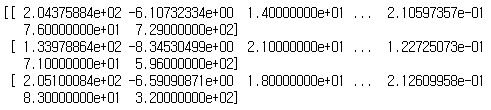 [[ 2.04375884e+02 -6.10732334e+00 1.40000000e+01 ... 2.10597357e-01
7.60000000e+01 7.29000000e+02]
[ 1.33978864e+02 -8.34530499e+00 2.10000000e+01 ... 1.22725073e-01
7.10000000e+01 5.96000000e+02]
[ 2.05100084e+02 -6.59090871e+00 1.80000000e+01 ... 2.12609958e-01
8.30000000e+01 3.20000000e+02]